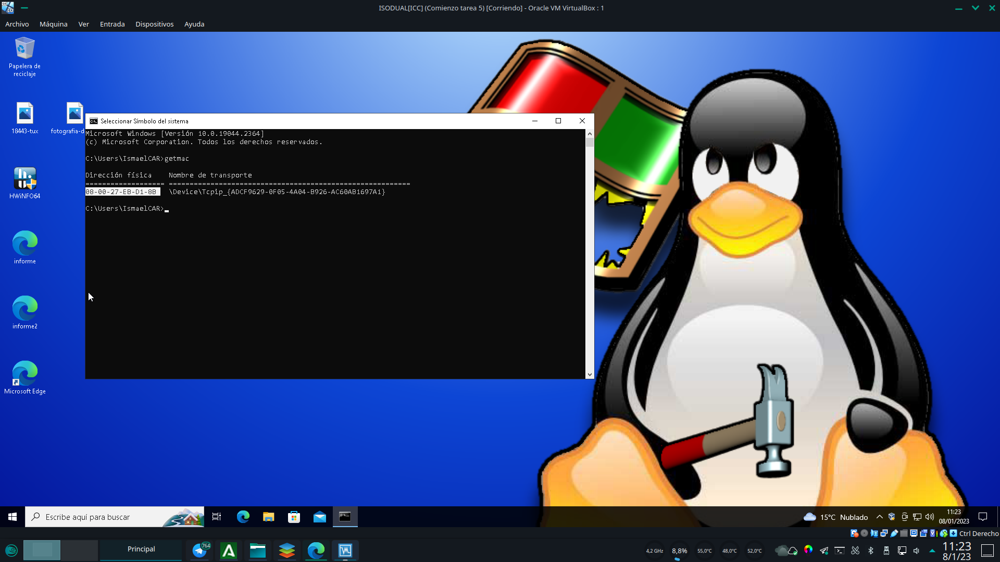 ISODUAL[ICC] (Comienzo tarea 5) [Corriendo] - Oracle VM VirtualBox : 1
Archivo Máquina Ver Entrada Dispositivos Ayuda
Papelera de
reciclaje
18443-tux
fotografia-d
HWiNFO64
informe
informe2
Microsoft Edge
Seleccionar Símbolo del sistema
Microsoft Windows [Versión 10.0.19044.2364]
(c) Microsoft Corporation. Todos los derechos reservados.
C:\Users\IsmaelCAR>getmac
Dirección física    Nombre de transporte
=================== ==========================================================
08-00-27-EB-D1-8B   \Device\Tcpip_{ADCF9629-0F05-4A04-B926-AC60AB1697A1}
C:\Users\IsmaelCAR>
Escribe aquí para buscar
15°C Nublado
11:23
08/01/2023
Ctrl Derecho
Principal
764
4,2 GHz
8,8%
55,0°C
48,0°C
52,0°C
11:23
8/1/23